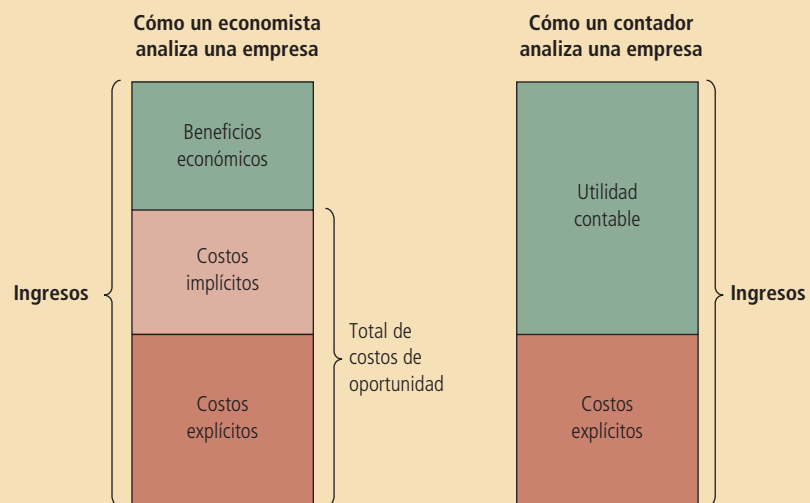 Cómo un economista
analiza una empresa
Cómo un contador
analiza una empresa
Beneficios
económicos
Costos
implícitos
Costos
explícitos
Ingresos
Total de
costos de
oportunidad
Utilidad
contable
Costos
explícitos
Ingresos